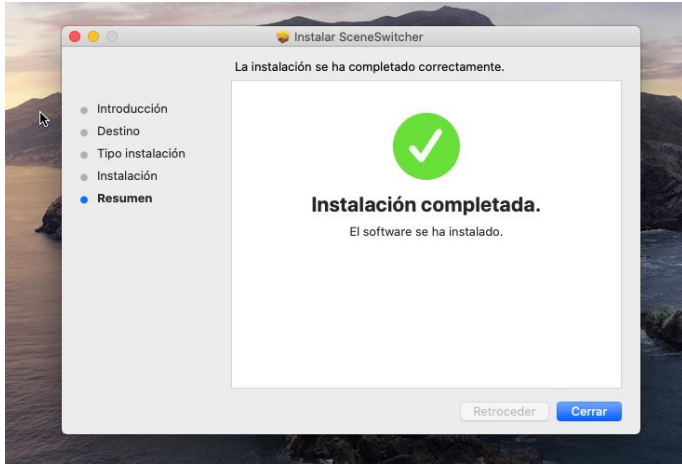 Instalar SceneSwitcher
La instalación se ha completado correctamente.
Introducción
Destino
Tipo instalación
Instalación
Resumen
Instalación completada.
El software se ha instalado.
Retroceder
Cerrar